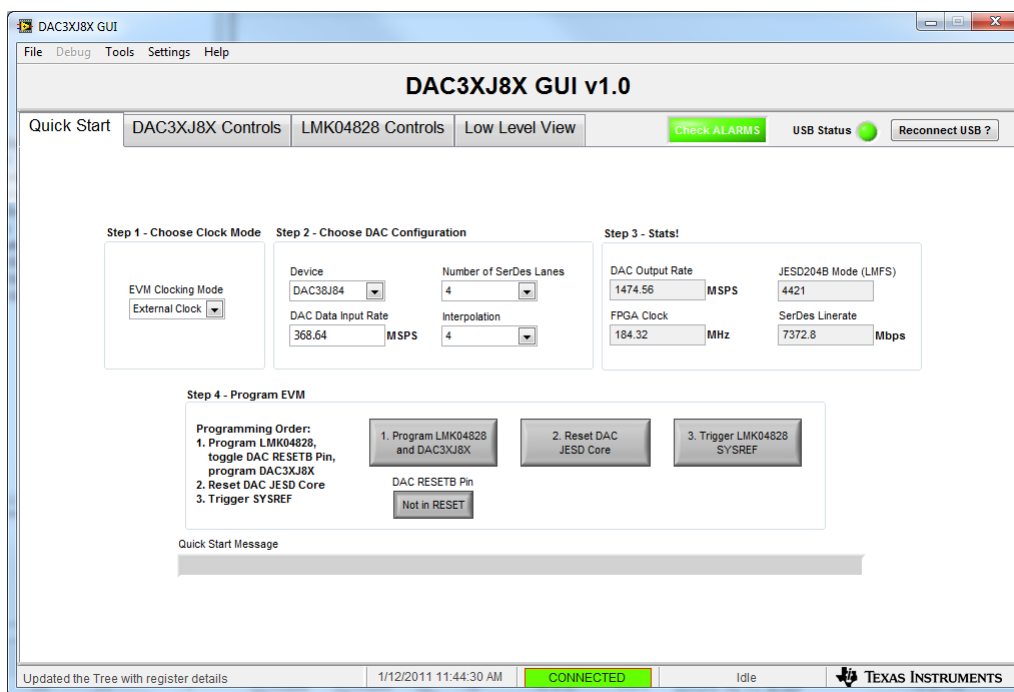 DAC3XJ8X GUI
File Debug Tools Settings Help
DAC3XJ8X GUI v1.0
Quick Start DAC3XJ8X Controls LMK04828 Controls Low Level View Check ALARMS USB Status Reconnect USB ?
Step 1 - Choose Clock Mode
EVM Clocking Mode
External Clock
Step 2 - Choose DAC Configuration
Device Number of SerDes Lanes
DAC38J84 4
DAC Data Input Rate Interpolation
368.64 MSPS 4
Step 3 - Stats!
DAC Output Rate JESD204B Mode (LMFS)
1474.56 MSPS 4421
FPGA Clock SerDes Linerate
184.32 MHz 7372.8 Mbps
Step 4 - Program EVM
Programming Order:
1. Program LMK04828,
toggle DAC RESETB Pin,
program DAC3XJ8X
2. Reset DAC JESD Core
3. Trigger SYSREF
1. Program LMK04828
and DAC3XJ8X
2. Reset DAC
JESD Core
3. Trigger LMK04828
SYSREF
DAC RESETB Pin
Not in RESET
Quick Start Message
Updated the Tree with register details 1/12/2011 11:44:30 AM CONNECTED Idle TEXAS INSTRUMENTS